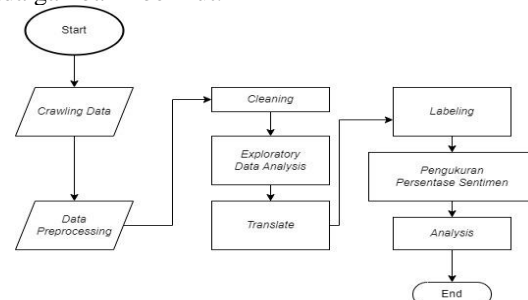 Start
Crawling Data
Data
Preprocessing
Cleaning
Exploratory
Data Analysis
Translate
Labeling
Pengukuran
Persentase Sentimen
Analysis
End